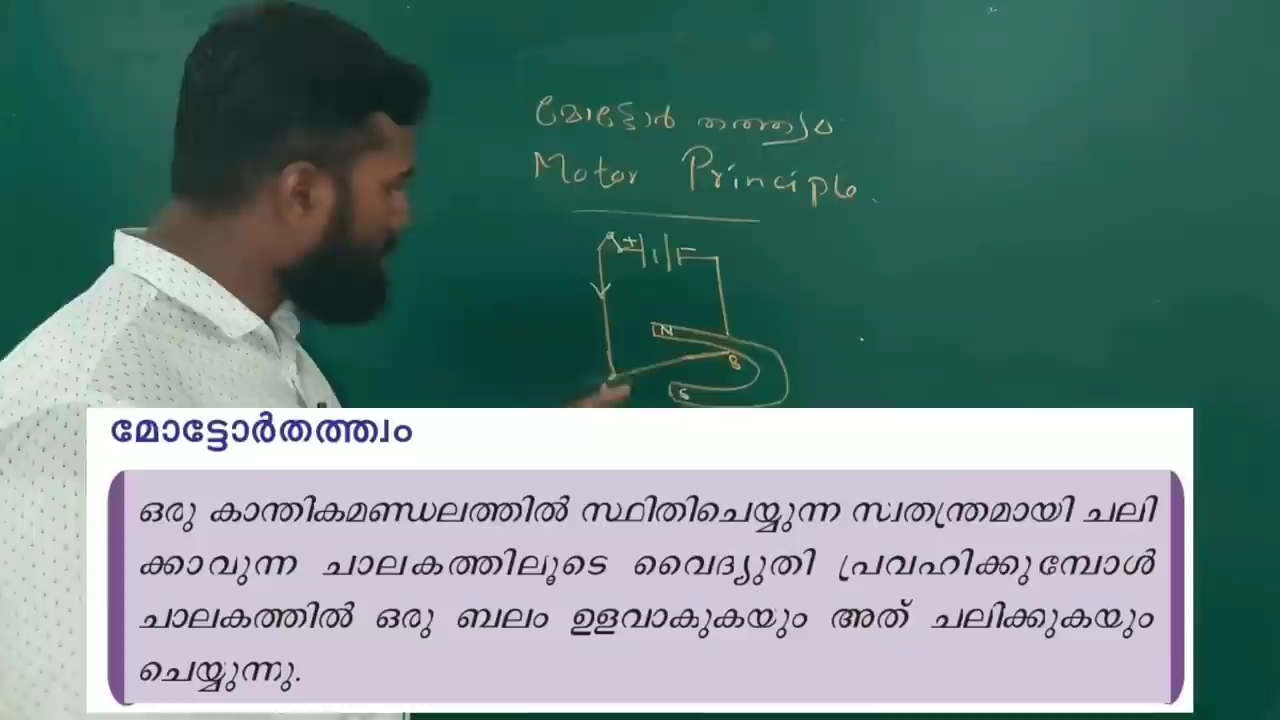 മോട്ടോർ തത്ത്വം
Motor Principle.
A + 
N
B
S
മോട്ടോർതത്ത്വം
ഒരു കാന്തികമണ്ഡലത്തിൽ സ്ഥിതിചെയ്യുന്ന സ്വതന്ത്രമായി ചലി
ക്കാവുന്ന ചാലകത്തിലൂടെ വൈദ്യുതി പ്രവഹിക്കുമ്പോൾ
ചാലകത്തിൽ ഒരു ബലം ഉളവാകുകയും അത് ചലിക്കുകയും
ചെയ്യുന്നു.